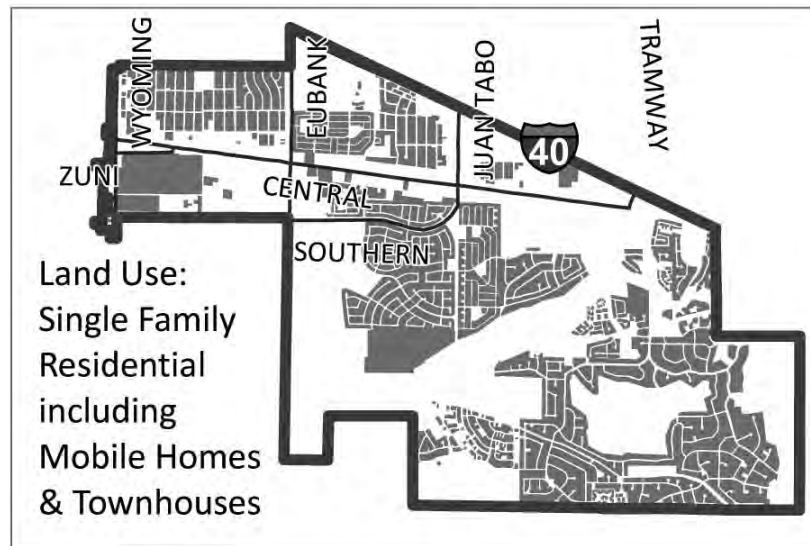 WYOMING
EUBANK
JUAN TABO
TRAMWAY
40
ZUNI
CENTRAL
SOUTHERN
Land Use:
Single Family
Residential
including
Mobile Homes
& Townhouses